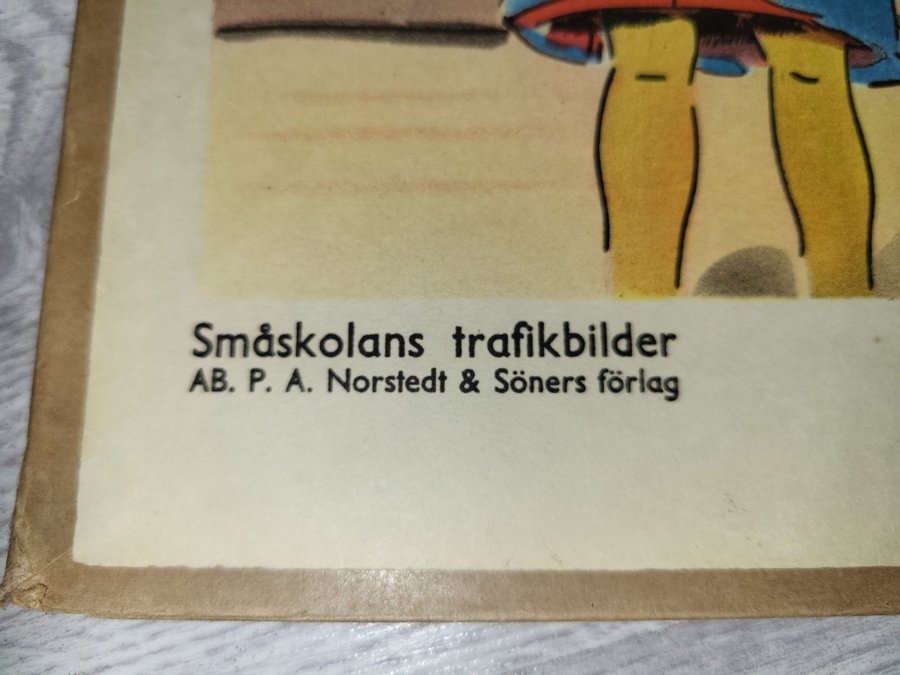 Småskolans trafikbilder
AB. P. A. Norstedt & Söners förlag